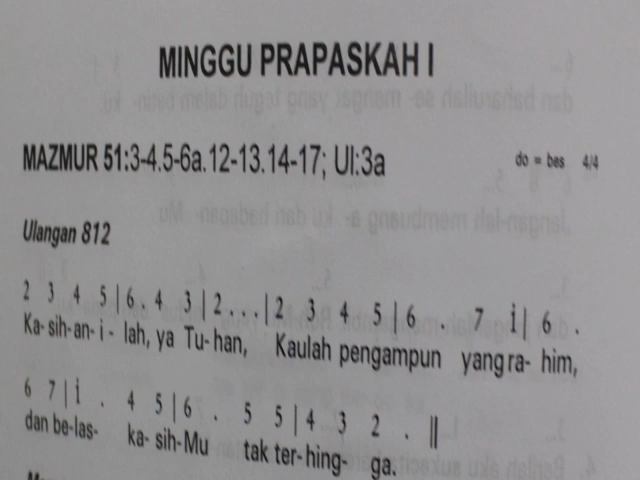 MINGGU PRAPASKAH I
MAZMUR 51:3-4.5-6a.12-13.14-17; Ul:3a do = bes 4/4
Ulangan 812
2 3 4 5 | 6 . 4 3 | 2 . . . | 2 3 4 5 | 6 . 7 i | 6 .
Ka- sih- an- i - lah, ya Tu- han, Kaulah pengampun yang ra- him,
6 7 | i . 4 5 | 6 . 5 5 | 4 3 2 . ||
dan be-las- ka- sih-Mu tak ter- hing- ga.